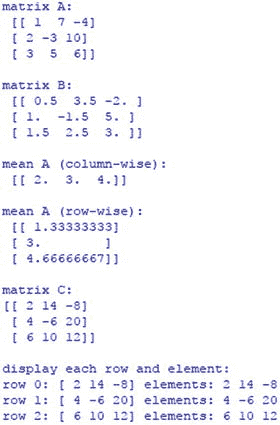 matrix A:
[[ 1  7 -4]
 [ 2 -3 10]
 [ 3  5  6]]
matrix B:
[[ 0.5  3.5 -2. ]
 [ 1.  -1.5  5. ]
 [ 1.5  2.5  3. ]]
mean A (column-wise):
[[ 2.  3.  4.]]
mean A (row-wise):
[[ 1.33333333]
 [ 3.        ]
 [ 4.66666667]]
matrix C:
[[ 2 14 -8]
 [ 4 -6 20]
 [ 6 10 12]]
display each row and element:
row 0: [ 2 14 -8] elements: 2 14 -8
row 1: [ 4 -6 20] elements: 4 -6 20
row 2: [ 6 10 12] elements: 6 10 12